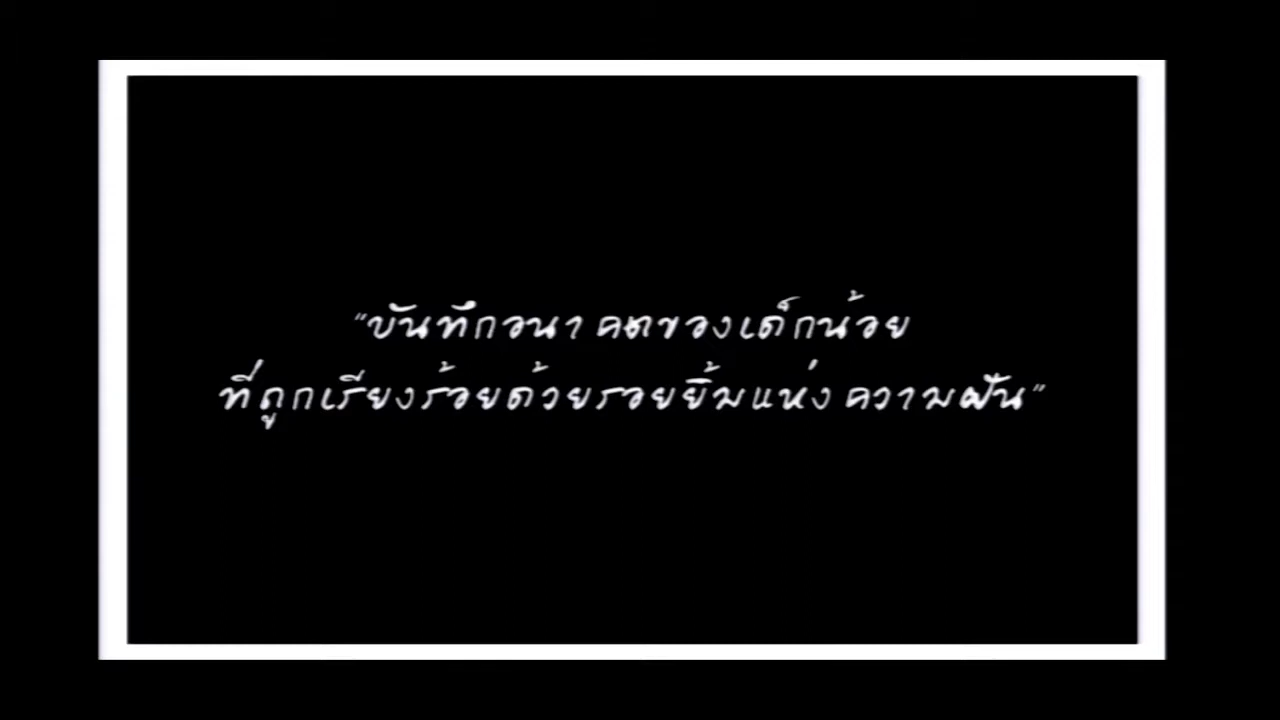 “บันทึกอนาคตของเด็กน้อย
ที่ถูกเรียงร้อยด้วยรอยยิ้มแห่งความฝัน”